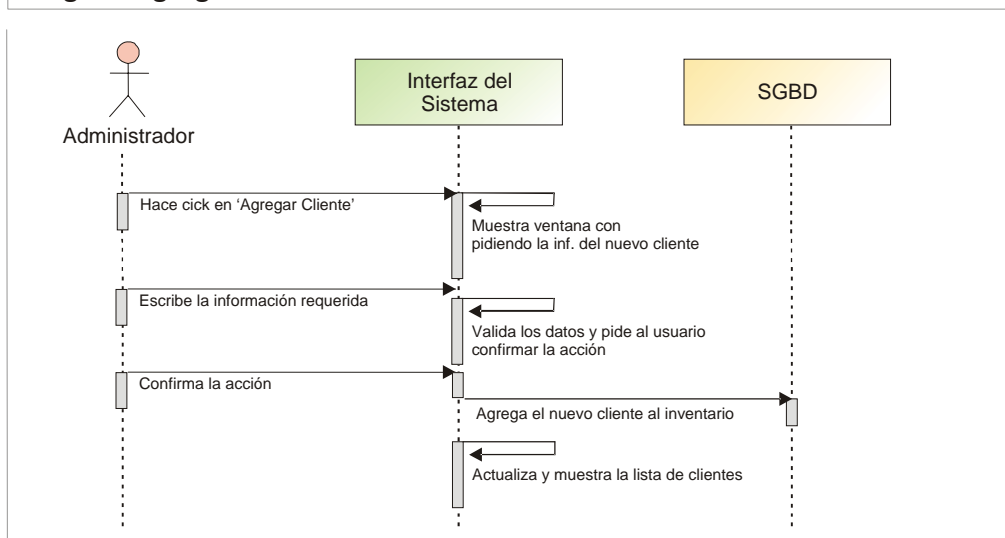 Interfaz del
Sistema
SGBD
Administrador
Hace cick en ‘Agregar Cliente’
Muestra ventana con
pidiendo la inf. del nuevo cliente
Escribe la información requerida
Valida los datos y pide al usuario
confirmar la acción
Confirma la acción
Agrega el nuevo cliente al inventario
Actualiza y muestra la lista de clientes